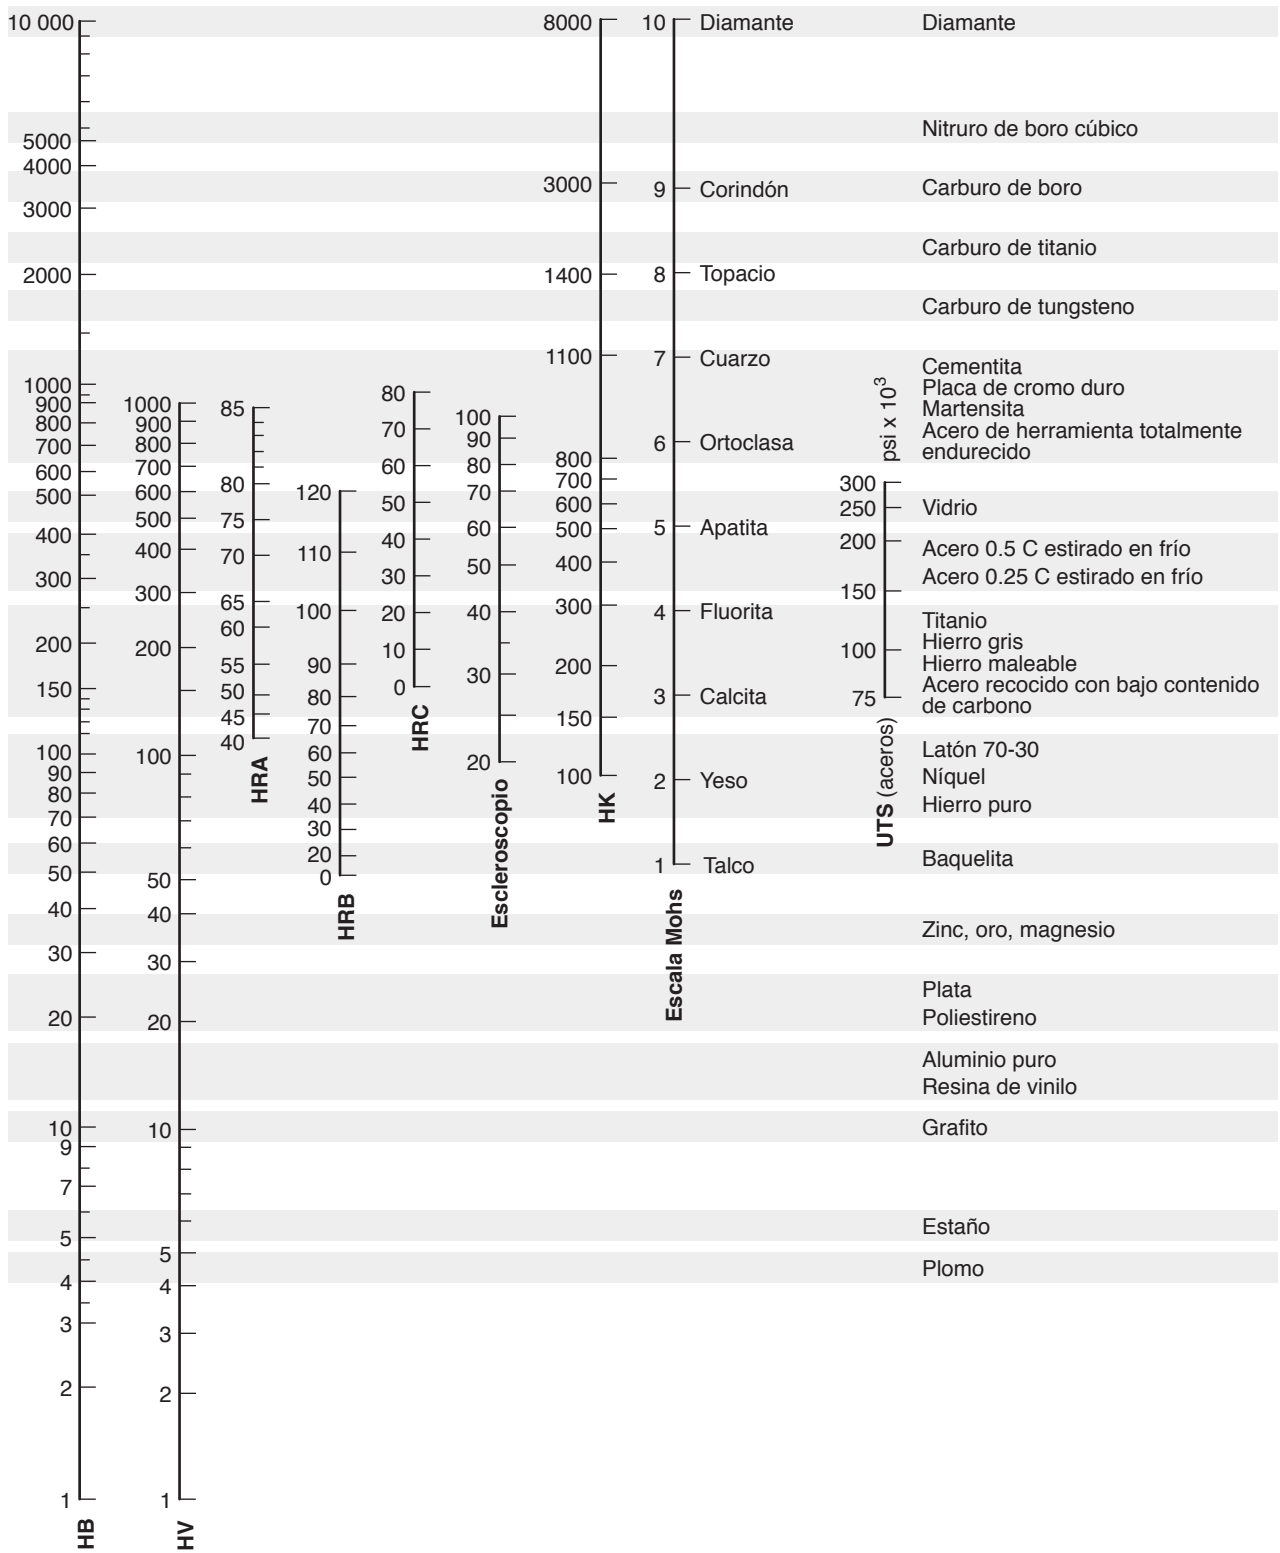 10 000
5000
4000
3000
2000
1000
900
800
700
600
500
400
300
200
150
100
90
80
70
60
50
40
30
20
10
9
7
5
4
3
2
1
HB
1000
900
800
700
600
500
400
300
200
100
50
40
30
20
10
5
4
3
2
1
HV
85
80
75
70
65
60
55
50
45
40
HRA
120
110
100
90
80
70
60
50
40
30
20
0
HRB
80
70
60
50
40
30
20
10
0
HRC
100
90
80
70
60
50
40
30
20
Escleroscopio
8000
3000
1400
1100
800
700
600
500
400
300
200
150
100
HK
10 Diamante
9 Corindón
8 Topacio
7 Cuarzo
6 Ortoclasa
5 Apatita
4 Fluorita
3 Calcita
2 Yeso
1 Talco
Escala Mohs
psi x 10³
300
250
200
150
100
75
UTS (aceros)
Diamante
Nitruro de boro cúbico
Carburo de boro
Carburo de titanio
Carburo de tungsteno
Cementita
Placa de cromo duro
Martensita
Acero de herramienta totalmente
endurecido
Vidrio
Acero 0.5 C estirado en frío
Acero 0.25 C estirado en frío
Titanio
Hierro gris
Hierro maleable
Acero recocido con bajo contenido
de carbono
Latón 70-30
Níquel
Hierro puro
Baquelita
Zinc, oro, magnesio
Plata
Poliestireno
Aluminio puro
Resina de vinilo
Grafito
Estaño
Plomo